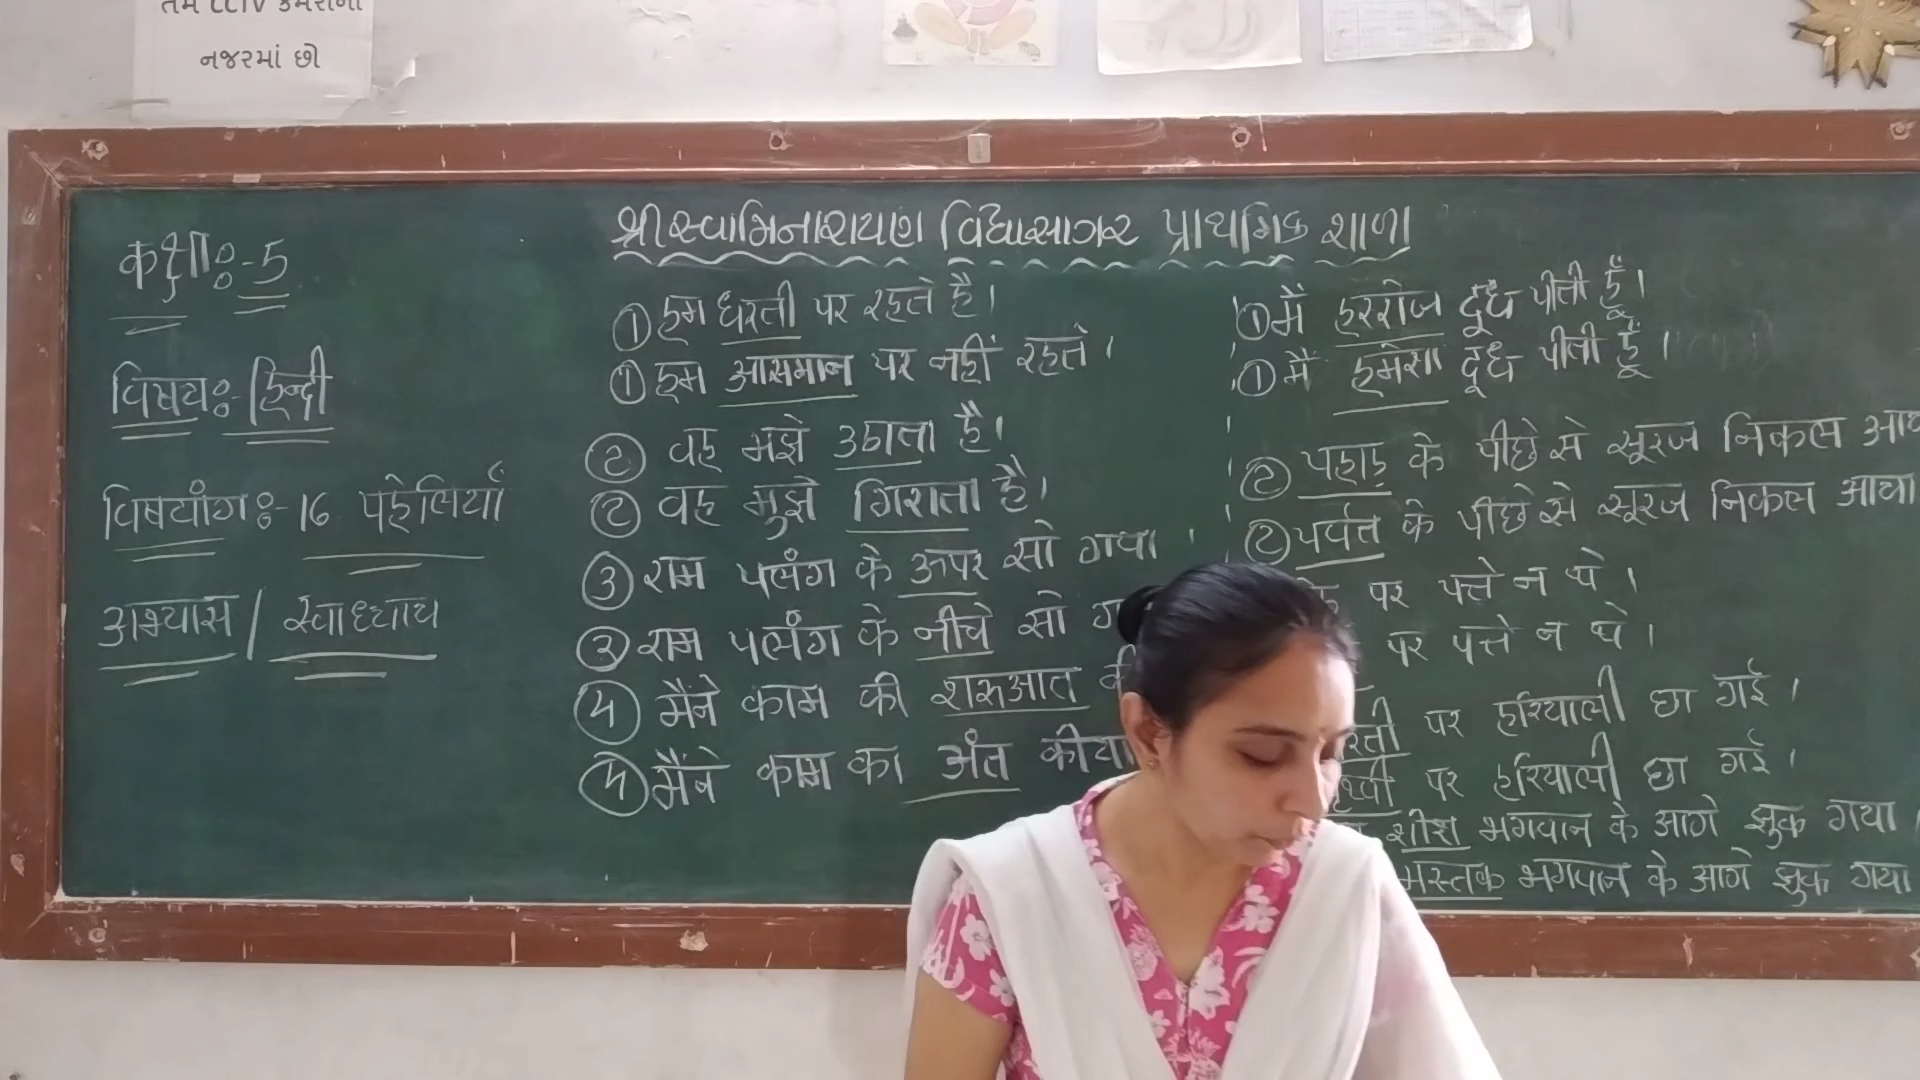 તમે CCTV કેમેરાની
નજરમાં છો
श्री स्वामिनारायण विद्यासागर प्राथमिक शाळा
कक्षा:-5
विषय:- हिन्दी
विषयांग:-16 पहेलियाँ
अभ्यास / स्वाध्याय
① हम धरती पर रहते है।
① हम आसमान पर नहीं रहते।
② वह मुझे उठाता है।
② वह मुझे गिराता है।
③ राम पलंग के ऊपर सो गया।
③ राम पलंग के नीचे सो
④ मैंने काम की शरुआत
④ मैंने काम का अंत कीया
① मैं हररोज दूध पीती हूँ।
① मैं हमेशा दूध पीती हूँ।
② पहाड़ के पीछे से सूरज निकल
② पर्वत के पीछे से सूरज निकल आया
पर पत्ते न थे।
पर पत्ते न थे।
पर हरियाली छा गई।
पर हरियाली छा गई।
शीश भगवान के आगे झुक गया।
मस्तक भगवान के आगे झुक गया